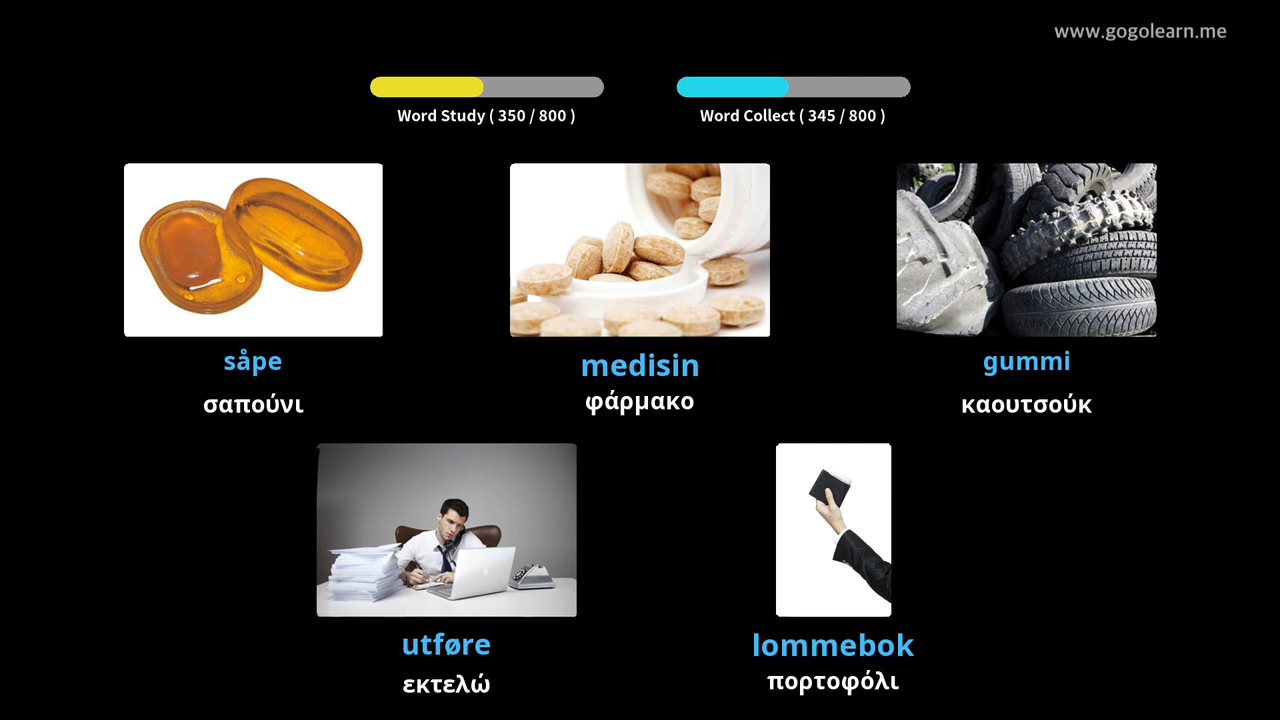 www.gogolearn.me
Word Study ( 350 / 800 )
Word Collect ( 345 / 800 )
såpe
σαπούνι
medisin
φάρμακο
gummi
καουτσούκ
utføre
εκτελώ
lommebok
πορτοφόλι